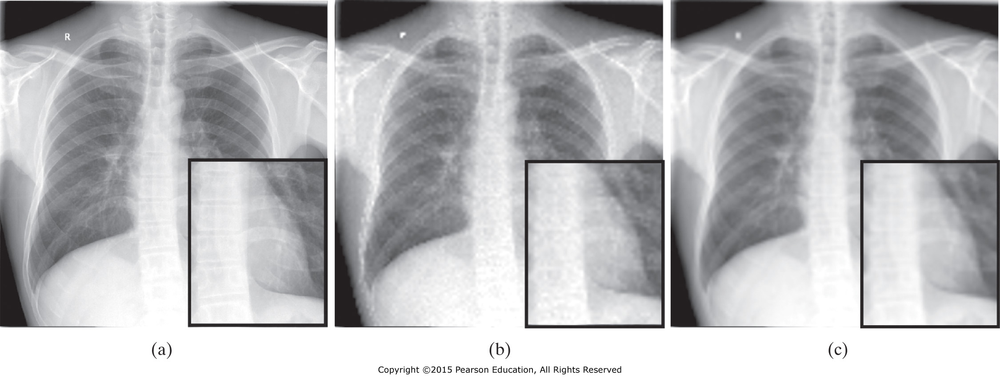 R
(a) (b) (c)
Copyright ©2015 Pearson Education, All Rights Reserved